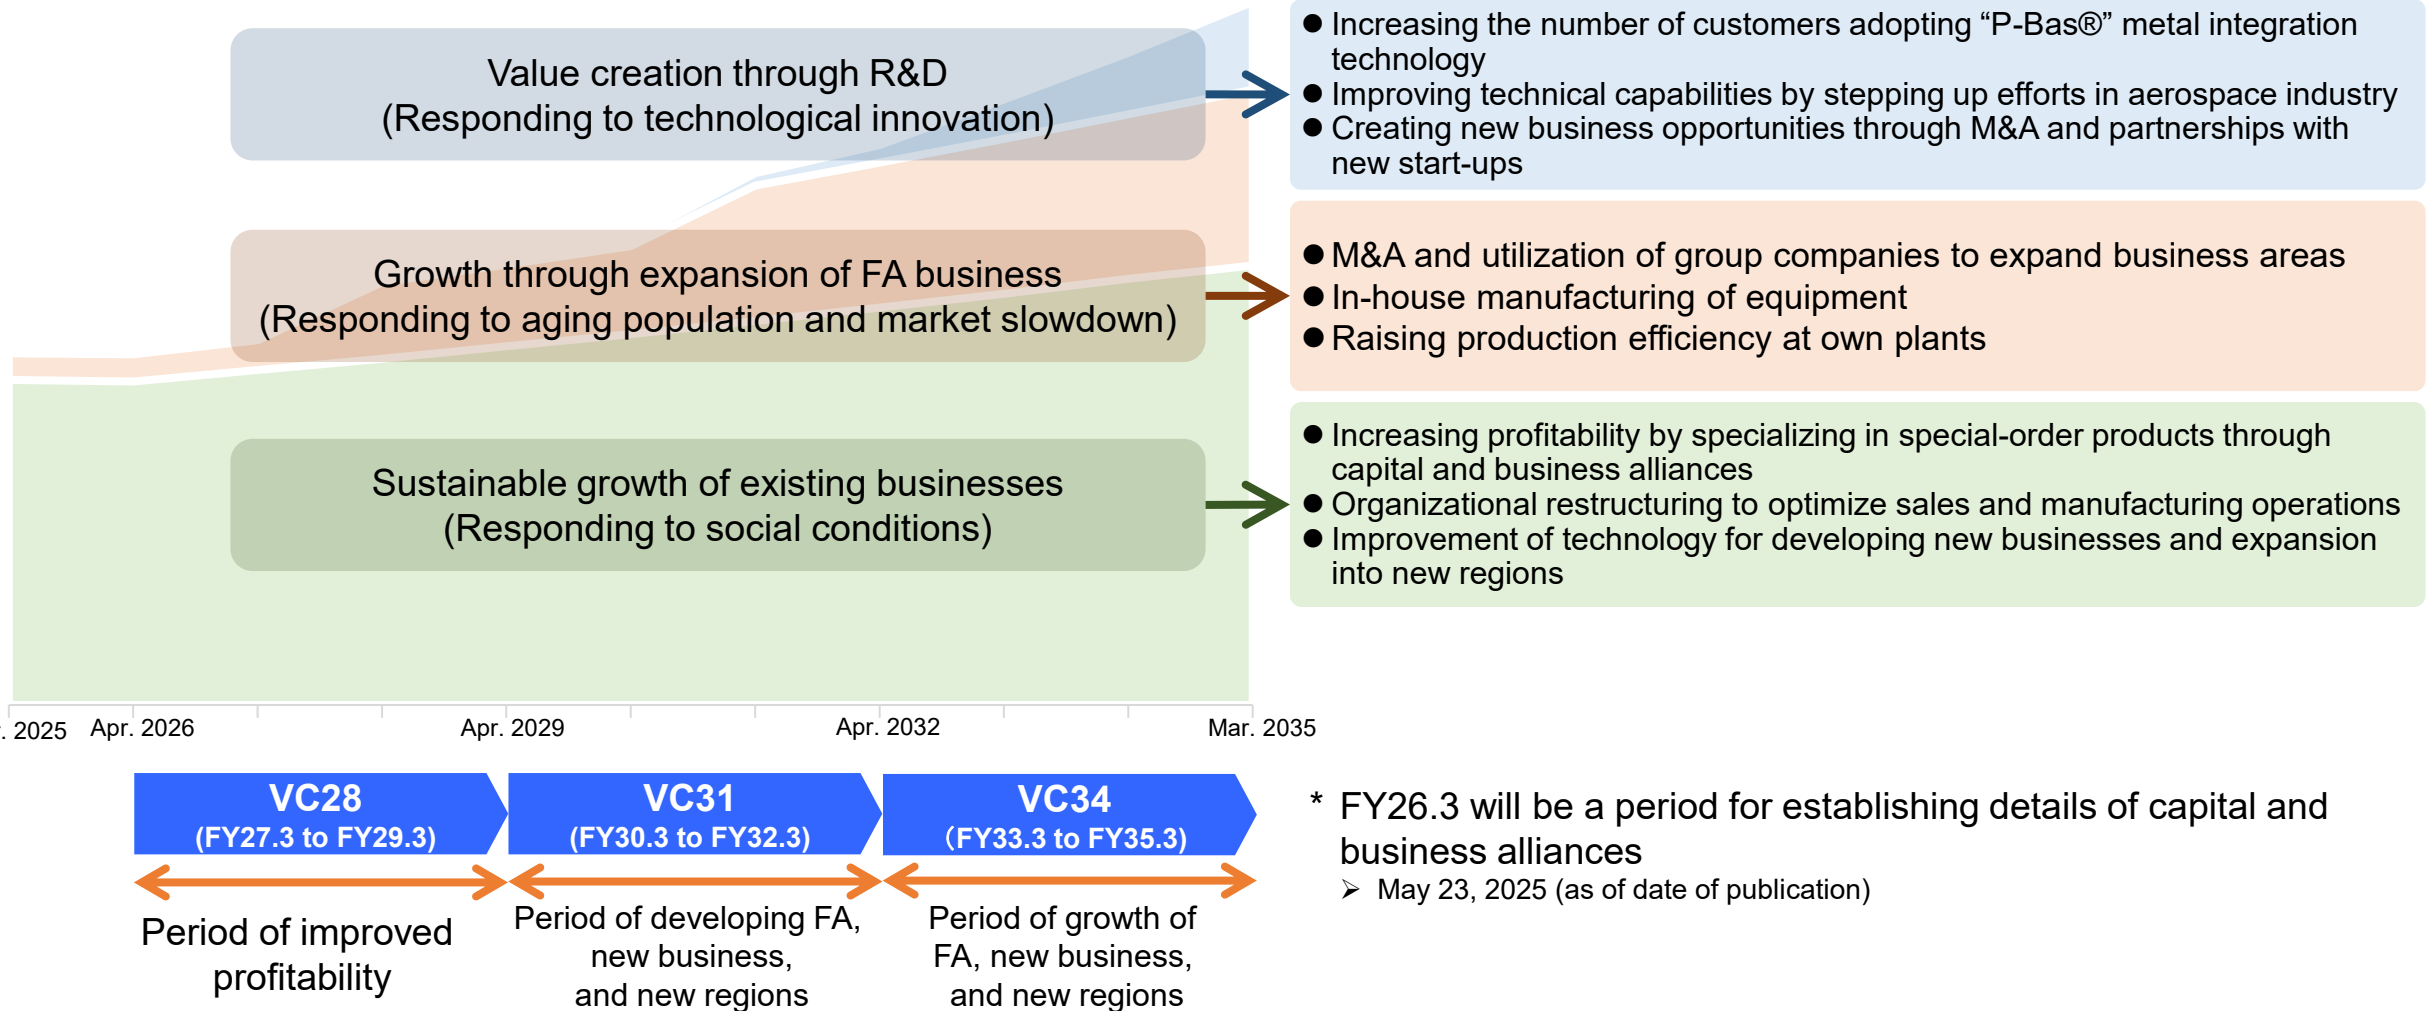 Value creation through R&D
(Responding to technological innovation)
● Increasing the number of customers adopting “P-Bas®” metal integration
technology
● Improving technical capabilities by stepping up efforts in aerospace industry
● Creating new business opportunities through M&A and partnerships with
new start-ups
Growth through expansion of FA business
(Responding to aging population and market slowdown)
● M&A and utilization of group companies to expand business areas
● In-house manufacturing of equipment
● Raising production efficiency at own plants
Sustainable growth of existing businesses
(Responding to social conditions)
● Increasing profitability by specializing in special-order products through
capital and business alliances
● Organizational restructuring to optimize sales and manufacturing operations
● Improvement of technology for developing new businesses and expansion
into new regions
. 2025 Apr. 2026 Apr. 2029 Apr. 2032 Mar. 2035
VC28
(FY27.3 to FY29.3)
Period of improved
profitability
VC31
(FY30.3 to FY32.3)
Period of developing FA,
new business,
and new regions
VC34
（FY33.3 to FY35.3)
Period of growth of
FA, new business,
and new regions
* FY26.3 will be a period for establishing details of capital and
business alliances
➢ May 23, 2025 (as of date of publication)